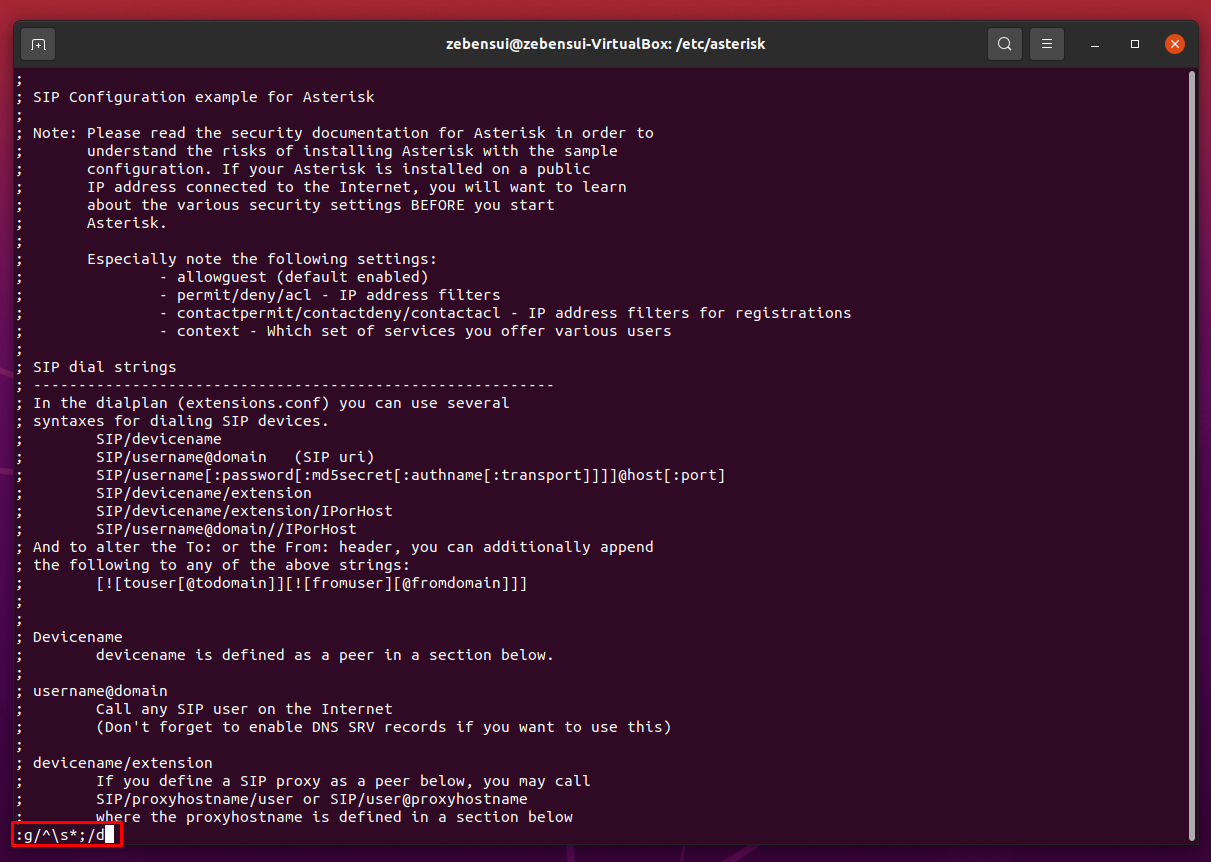 zebensui@zebensui-VirtualBox: /etc/asterisk
;
; SIP Configuration example for Asterisk
;
; Note: Please read the security documentation for Asterisk in order to
;       understand the risks of installing Asterisk with the sample
;       configuration. If your Asterisk is installed on a public
;       IP address connected to the Internet, you will want to learn
;       about the various security settings BEFORE you start
;       Asterisk.
;
;       Especially note the following settings:
;               - allowguest (default enabled)
;               - permit/deny/acl - IP address filters
;               - contactpermit/contactdeny/contactacl - IP address filters for registrations
;               - context - Which set of services you offer various users
;
; SIP dial strings
; ----------------------------------------------------------
; In the dialplan (extensions.conf) you can use several
; syntaxes for dialing SIP devices.
;        SIP/devicename
;        SIP/username@domain   (SIP uri)
;        SIP/username[:password[:md5secret[:authname[:transport]]]]@host[:port]
;        SIP/devicename/extension
;        SIP/devicename/extension/IPorHost
;        SIP/username@domain//IPorHost
; And to alter the To: or the From: header, you can additionally append
; the following to any of the above strings:
;        [![touser[@todomain]][![fromuser][@fromdomain]]]
;
;
; Devicename
;        devicename is defined as a peer in a section below.
;
; username@domain
;        Call any SIP user on the Internet
;        (Don't forget to enable DNS SRV records if you want to use this)
;
; devicename/extension
;        If you define a SIP proxy as a peer below, you may call
;        SIP/proxyhostname/user or SIP/user@proxyhostname
;        where the proxyhostname is defined in a section below
:g/^\s*;/d